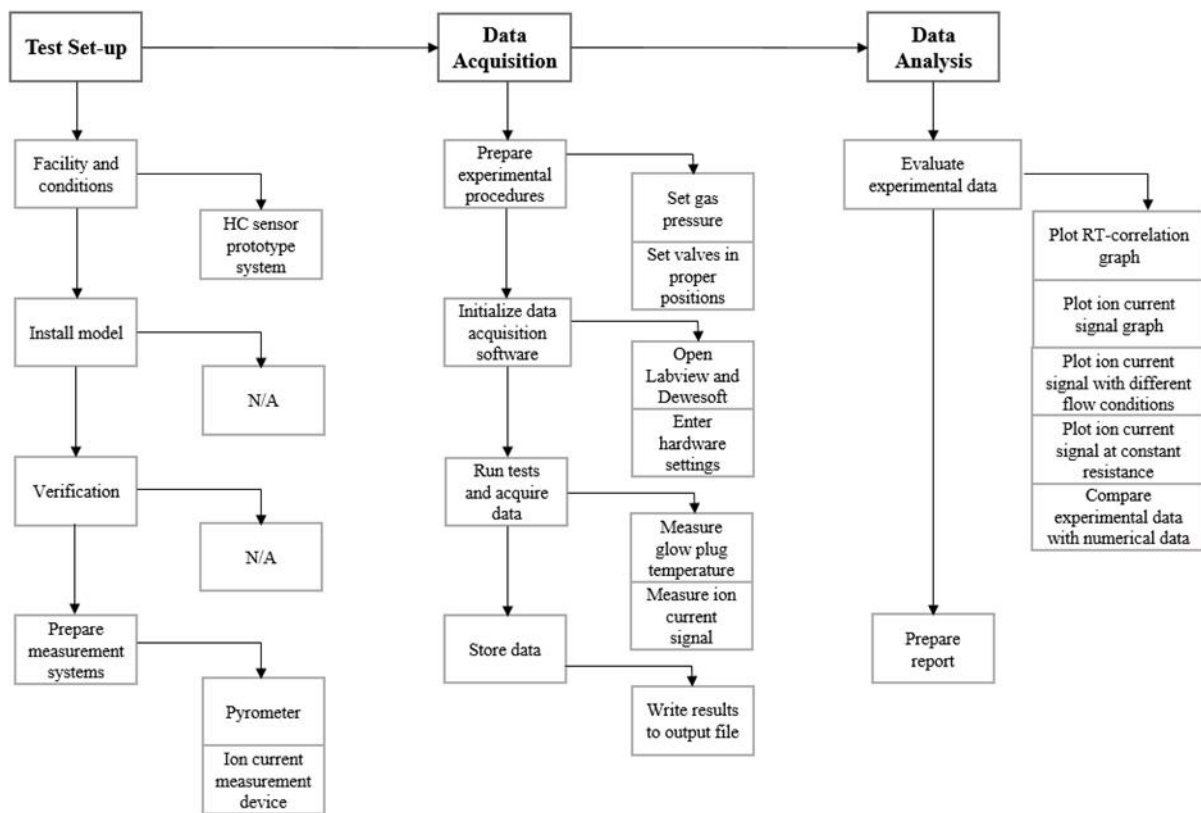 Test Set-up
Data
Acquisition
Data
Analysis
Facility and
conditions
HC sensor
prototype
system
Install model
N/A
Verification
N/A
Prepare
measurement
systems
Pyrometer
Ion current
measurement
device
Prepare
experimental
procedures
Set gas
pressure
Set valves in
proper
positions
Initialize data
acquisition
software
Open
Labview and
Dewesoft
Enter
hardware
settings
Run tests
and acquire
data
Measure
glow plug
temperature
Measure ion
current
signal
Store data
Write results
to output file
Evaluate
experimental data
Plot RT-correlation
graph
Plot ion current
signal graph
Plot ion current
signal with different
flow conditions
Plot ion current
signal at constant
resistance
Compare
experimental data
with numerical data
Prepare
report